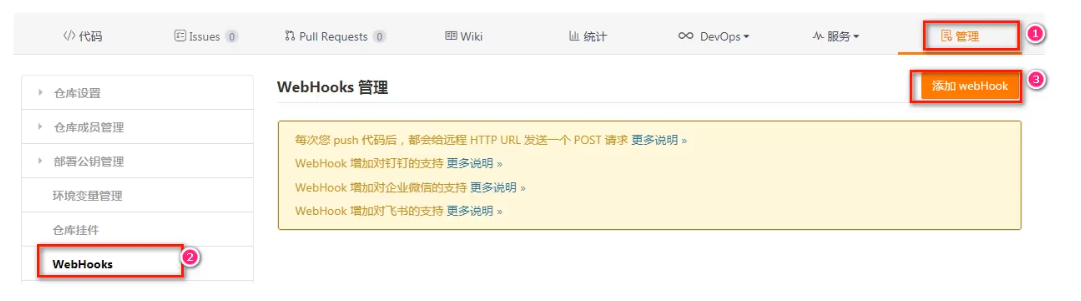 代码 Issues 0 Pull Requests 0 Wiki 统计 DevOps 服务 管理 1
仓库设置
仓库成员管理
部署公钥管理
环境变量管理
仓库挂件
WebHooks 2
WebHooks 管理
添加 webHook 3
每次您 push 代码后，都会给远程 HTTP URL 发送一个 POST 请求 更多说明 »
WebHook 增加对钉钉的支持 更多说明 »
WebHook 增加对企业微信的支持 更多说明 »
WebHook 增加对飞书的支持 更多说明 »